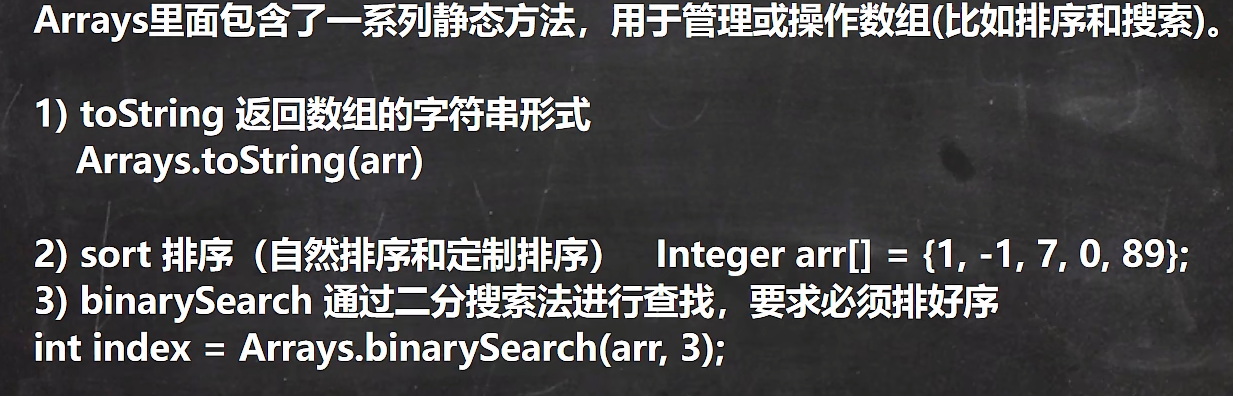 Arrays里面包含了一系列静态方法，用于管理或操作数组(比如排序和搜索)。
1) toString 返回数组的字符串形式
Arrays.toString(arr)
2) sort 排序（自然排序和定制排序） Integer arr[] = {1, -1, 7, 0, 89};
3) binarySearch 通过二分搜索法进行查找，要求必须排好序
int index = Arrays.binarySearch(arr, 3);